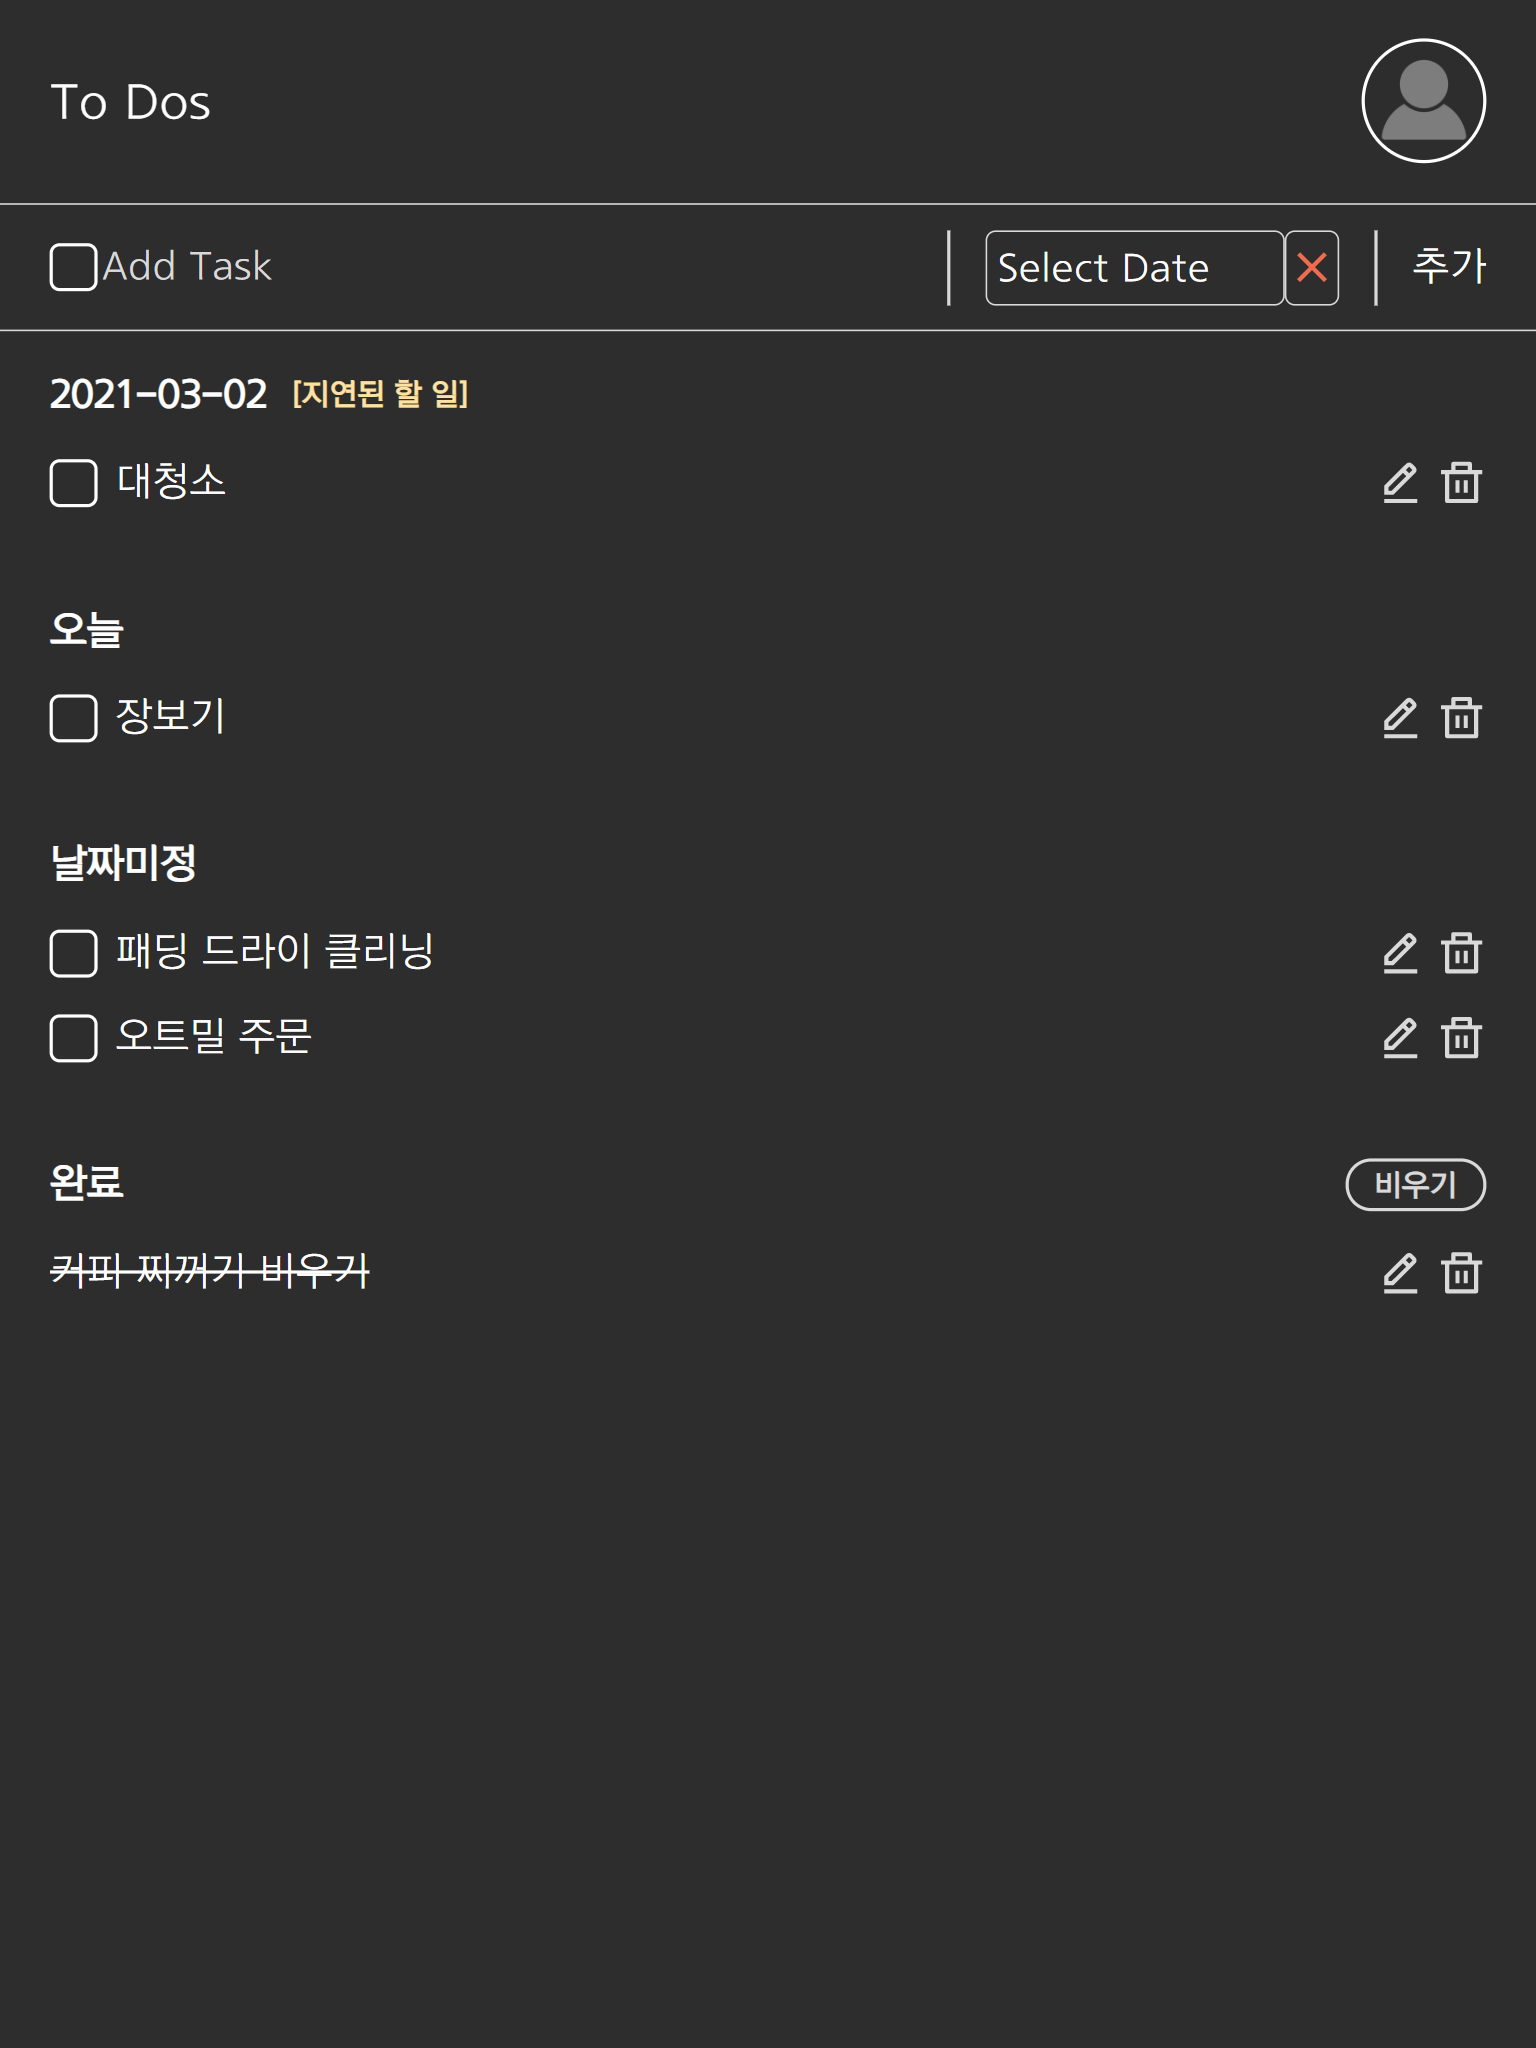 To Dos
Add Task Select Date 추가
2021-03-02 [지연된 할 일]
대청소
오늘
장보기
날짜미정
패딩 드라이 클리닝
오트밀 주문
완료 비우기
커피 찌꺼기 비우기